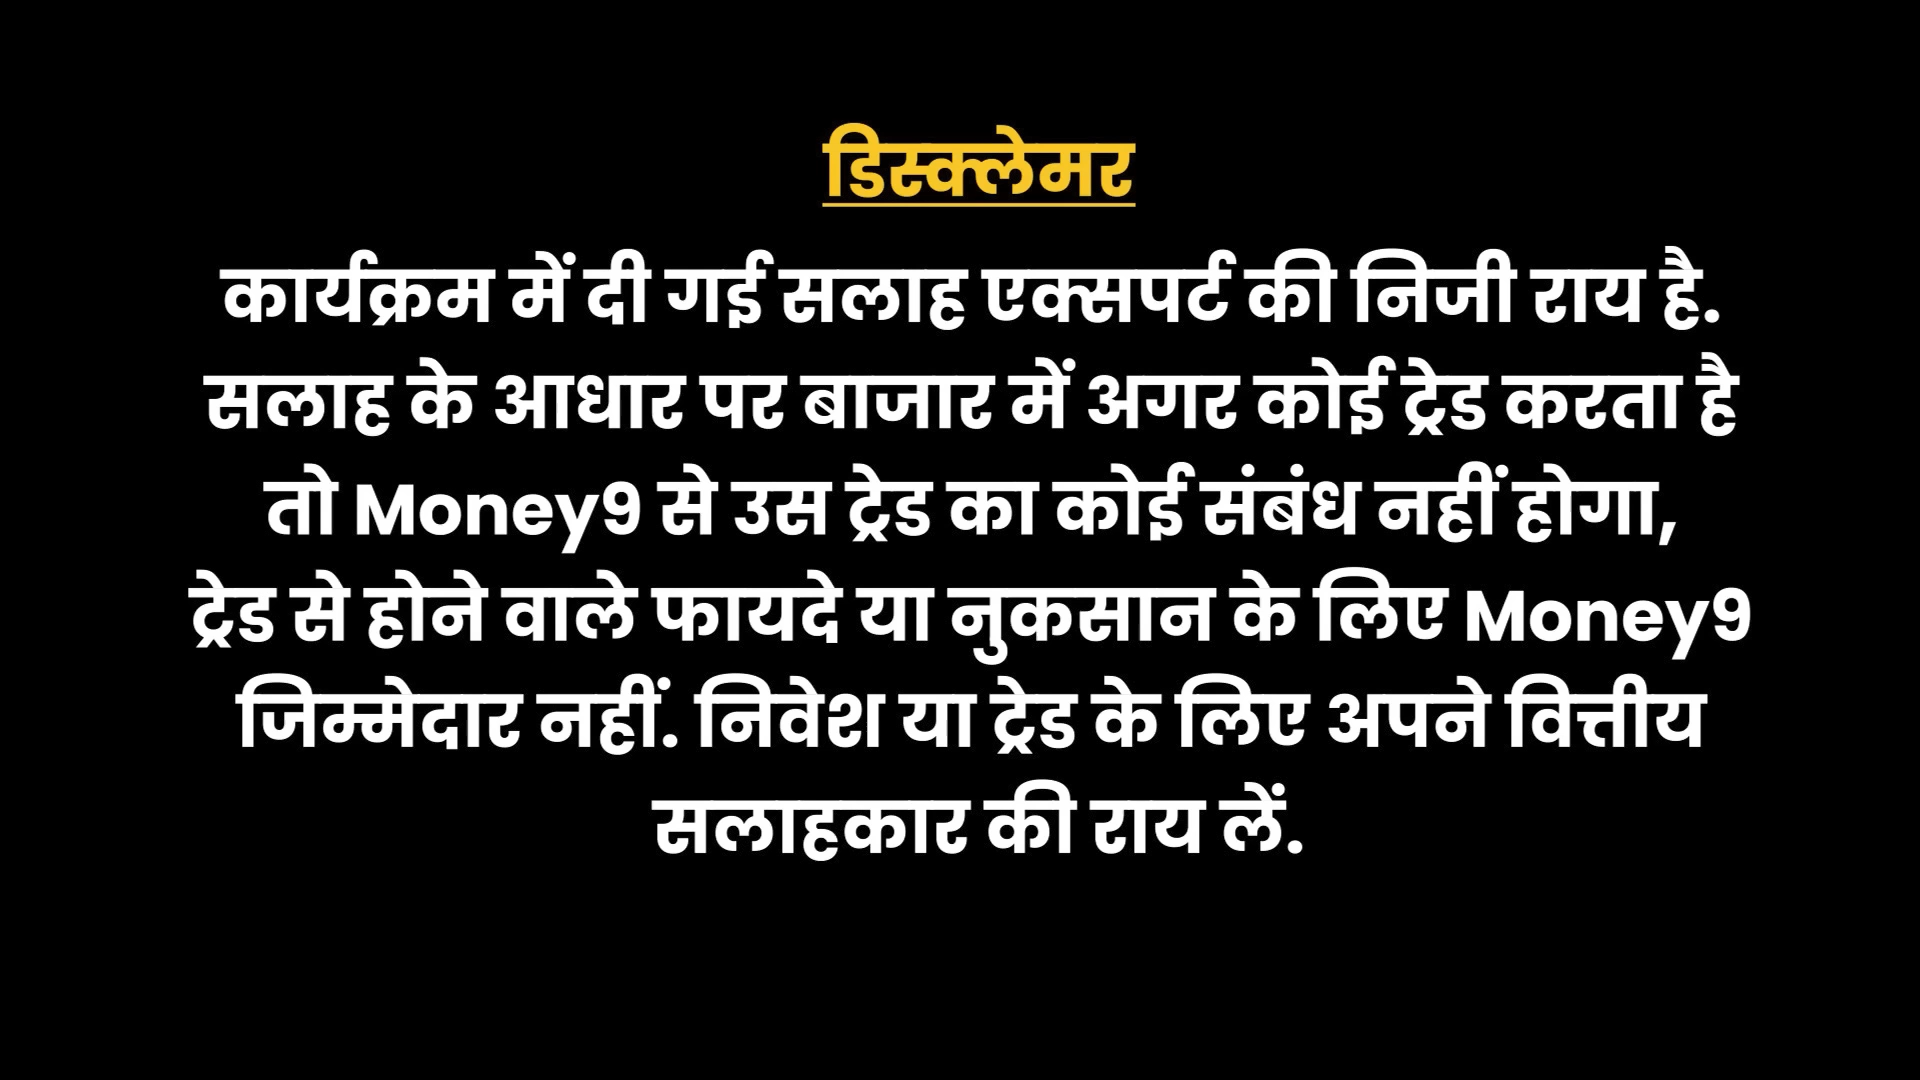 डिस्क्लेमर
कार्यक्रम में दी गई सलाह एक्सपर्ट की निजी राय है.
सलाह के आधार पर बाजार में अगर कोई ट्रेड करता है
तो Money9 से उस ट्रेड का कोई संबंध नहीं होगा,
ट्रेड से होने वाले फायदे या नुकसान के लिए Money9
जिम्मेदार नहीं. निवेश या ट्रेड के लिए अपने वित्तीय
सलाहकार की राय लें.